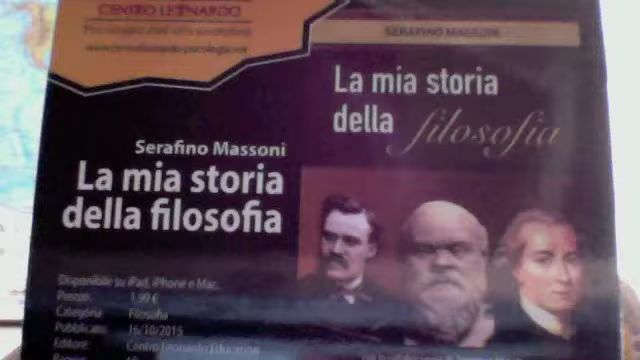 CENTRO LEONARDO
www.centroleonardo-psicologia.net
Serafino Massoni
La mia storia
della filosofia
Disponibile su iPad, iPhone e Mac.
Prezzo: 1,99 €
Categoria: Filosofia
Pubblicato: 16/10/2015
Editore: Centro Leonardo Education
SERAFINO MASSONI
La mia storia
della filosofia